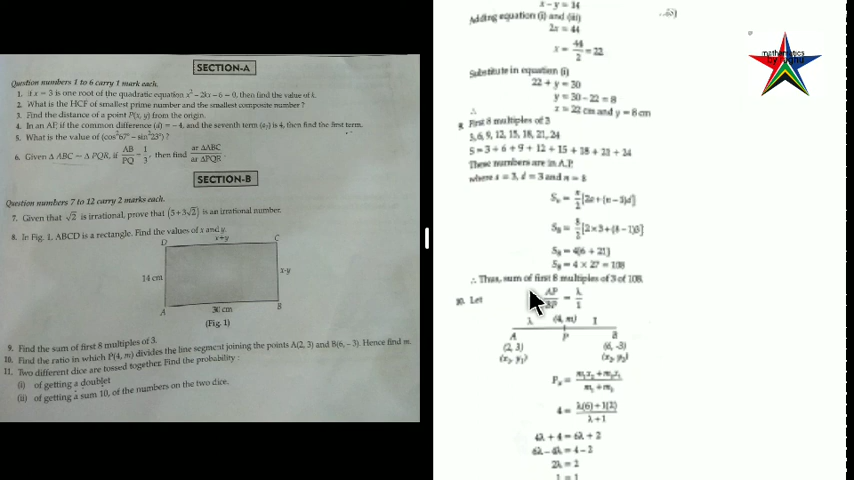 SECTION-A
Question numbers 1 to 6 carry 1 mark each.
1. If x = 3 is one root of the quadratic equation x² − 2kx − 6 = 0, then find the value of k.
2. What is the HCF of smallest prime number and the smallest composite number ?
3. Find the distance of a point P(x, y) from the origin.
4. In an AP, if the common difference (d) = −4, and the seventh term (a₇) is 4, then find the first term.
5. What is the value of (cos²67° − sin²23°) ?
6. Given Δ ABC ~ Δ PQR, if AB/PQ = 1/3, then find ar ΔABC/ar ΔPQR.
SECTION-B
Question numbers 7 to 12 carry 2 marks each.
7. Given that √2 is irrational, prove that (5+3√2) is an irrational number.
8. In Fig. 1, ABCD is a rectangle. Find the values of x and y.
D x+y C
14 cm x-y
A 30 cm B
(Fig. 1)
9. Find the sum of first 8 multiples of 3.
10. Find the ratio in which P(4, m) divides the line segment joining the points A(2, 3) and B(6, − 3). Hence find m.
11. Two different dice are tossed together. Find the probability :
(i) of getting a doublet
(ii) of getting a sum 10, of the numbers on the two dice.
x − y = 14
Adding equation (i) and (iii)
2x = 44
x = 44/2 = 22
Substitute in equation (i)
22 + y = 30
y = 30 − 22 = 8
∴ x = 22 cm and y = 8 cm
9. First 8 multiples of 3
3, 6, 9, 12, 15, 18, 21, 24
S = 3 + 6 + 9 + 12 + 15 + 18 + 21 + 24
These numbers are in A.P.
where a = 3, d = 3 and n = 8
Sₙ = n/2[2a+(n−1)d]
S₈ = 8/2[2×3+(8−1)3]
S₈ = 4(6 + 21)
S₈ = 4 × 27 = 108
∴ Thus, sum of first 8 multiples of 3 of 108.
10. Let AP/BP = λ/1
λ (4, m) 1
A P B
(2, 3) (6, -3)
(x₁, y₁) (x₂, y₂)
Pₓ = m₁x₂ + m₂x₁/m₁ + m₂
4 = λ(6)+1(2)/λ+1
4λ + 4 = 6λ + 2
6λ − 4λ = 4 − 2
2λ = 2
mathematics